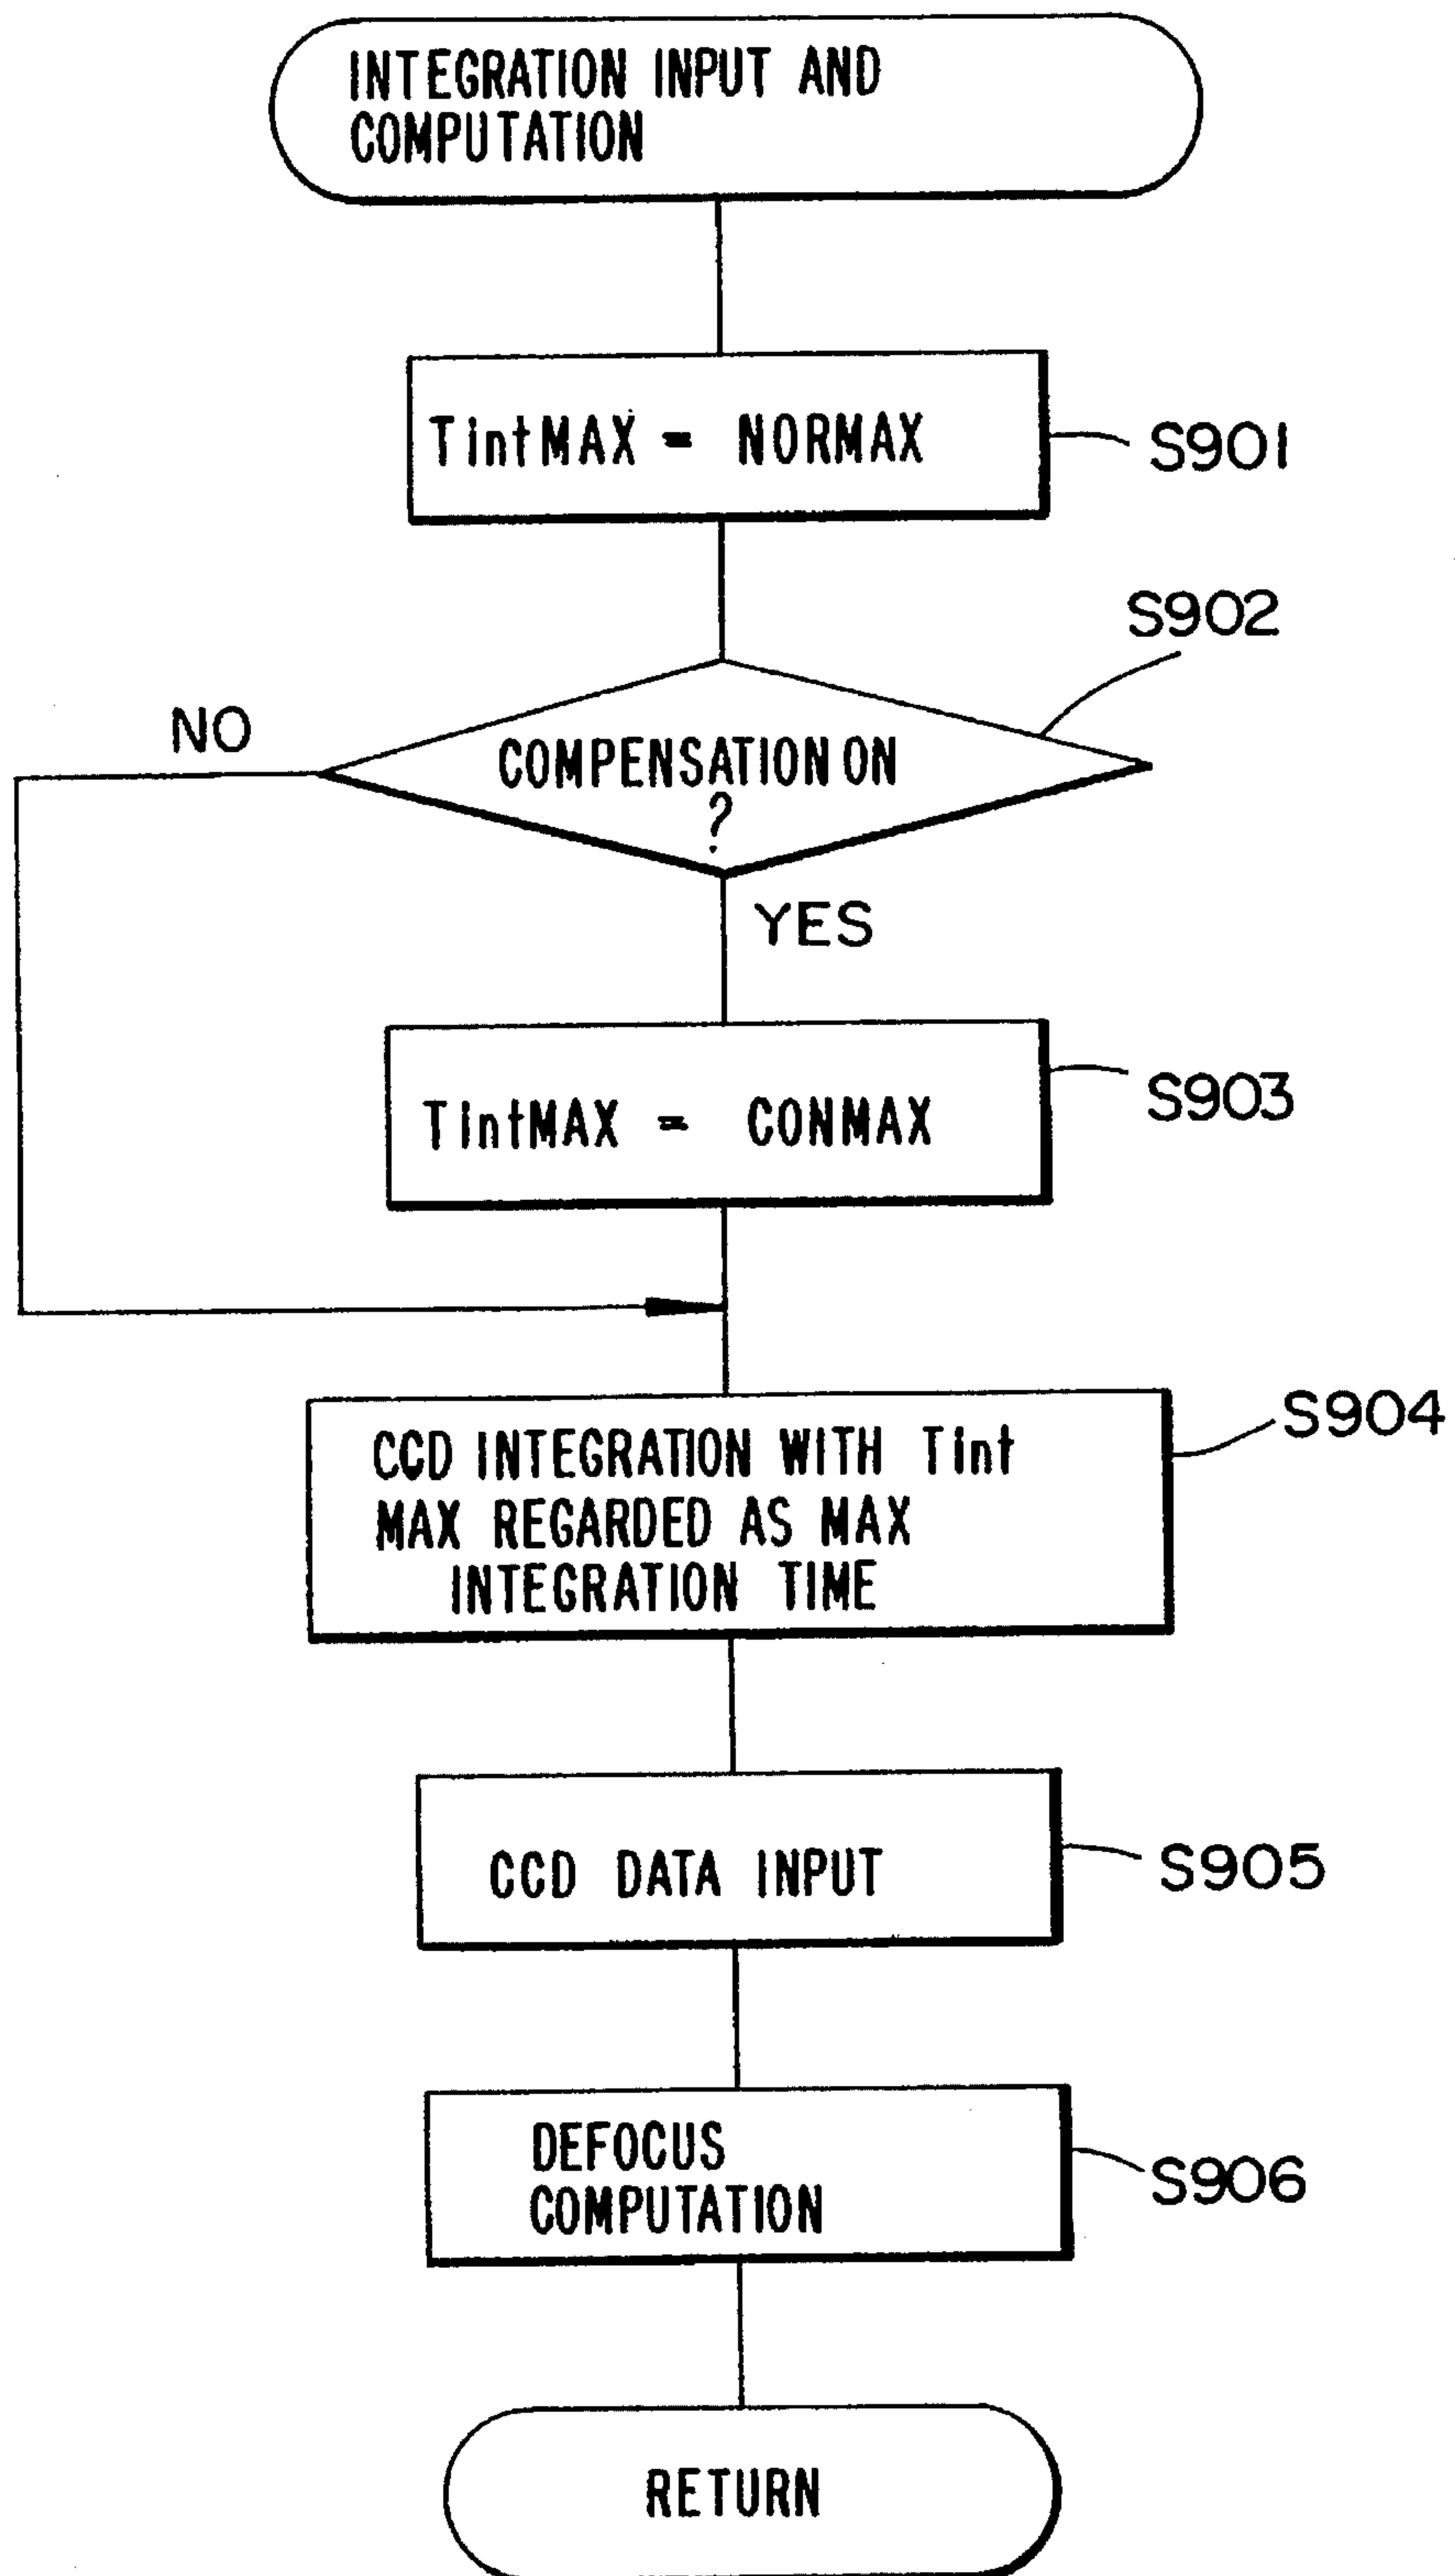 INTEGRATION INPUT AND
COMPUTATION
TintMAX = NORMAX
S901
S902
NO
COMPENSATION ON
?
YES
TintMAX = CONMAX
S903
CCD INTEGRATION WITH Tint
MAX REGARDED AS MAX
INTEGRATION TIME
S904
CCD DATA INPUT
S905
DEFOCUS
COMPUTATION
S906
RETURN